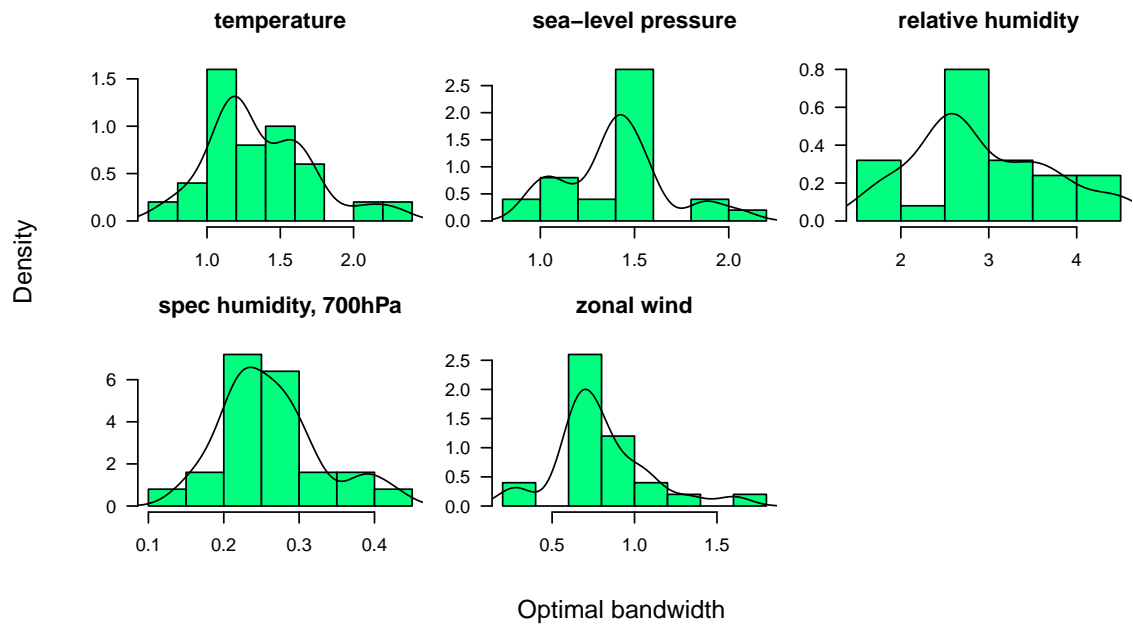 temperature
sea−level pressure
relative humidity
1.5
1.0
0.5
0.0
1.0 1.5 2.0
2.5
2.0
1.5
1.0
0.5
0.0
1.0 1.5 2.0
0.8
0.6
0.4
0.2
0.0
2 3 4
Density
spec humidity, 700hPa
zonal wind
6
4
2
0
0.1 0.2 0.3 0.4
2.5
2.0
1.5
1.0
0.5
0.0
0.5 1.0 1.5
Optimal bandwidth